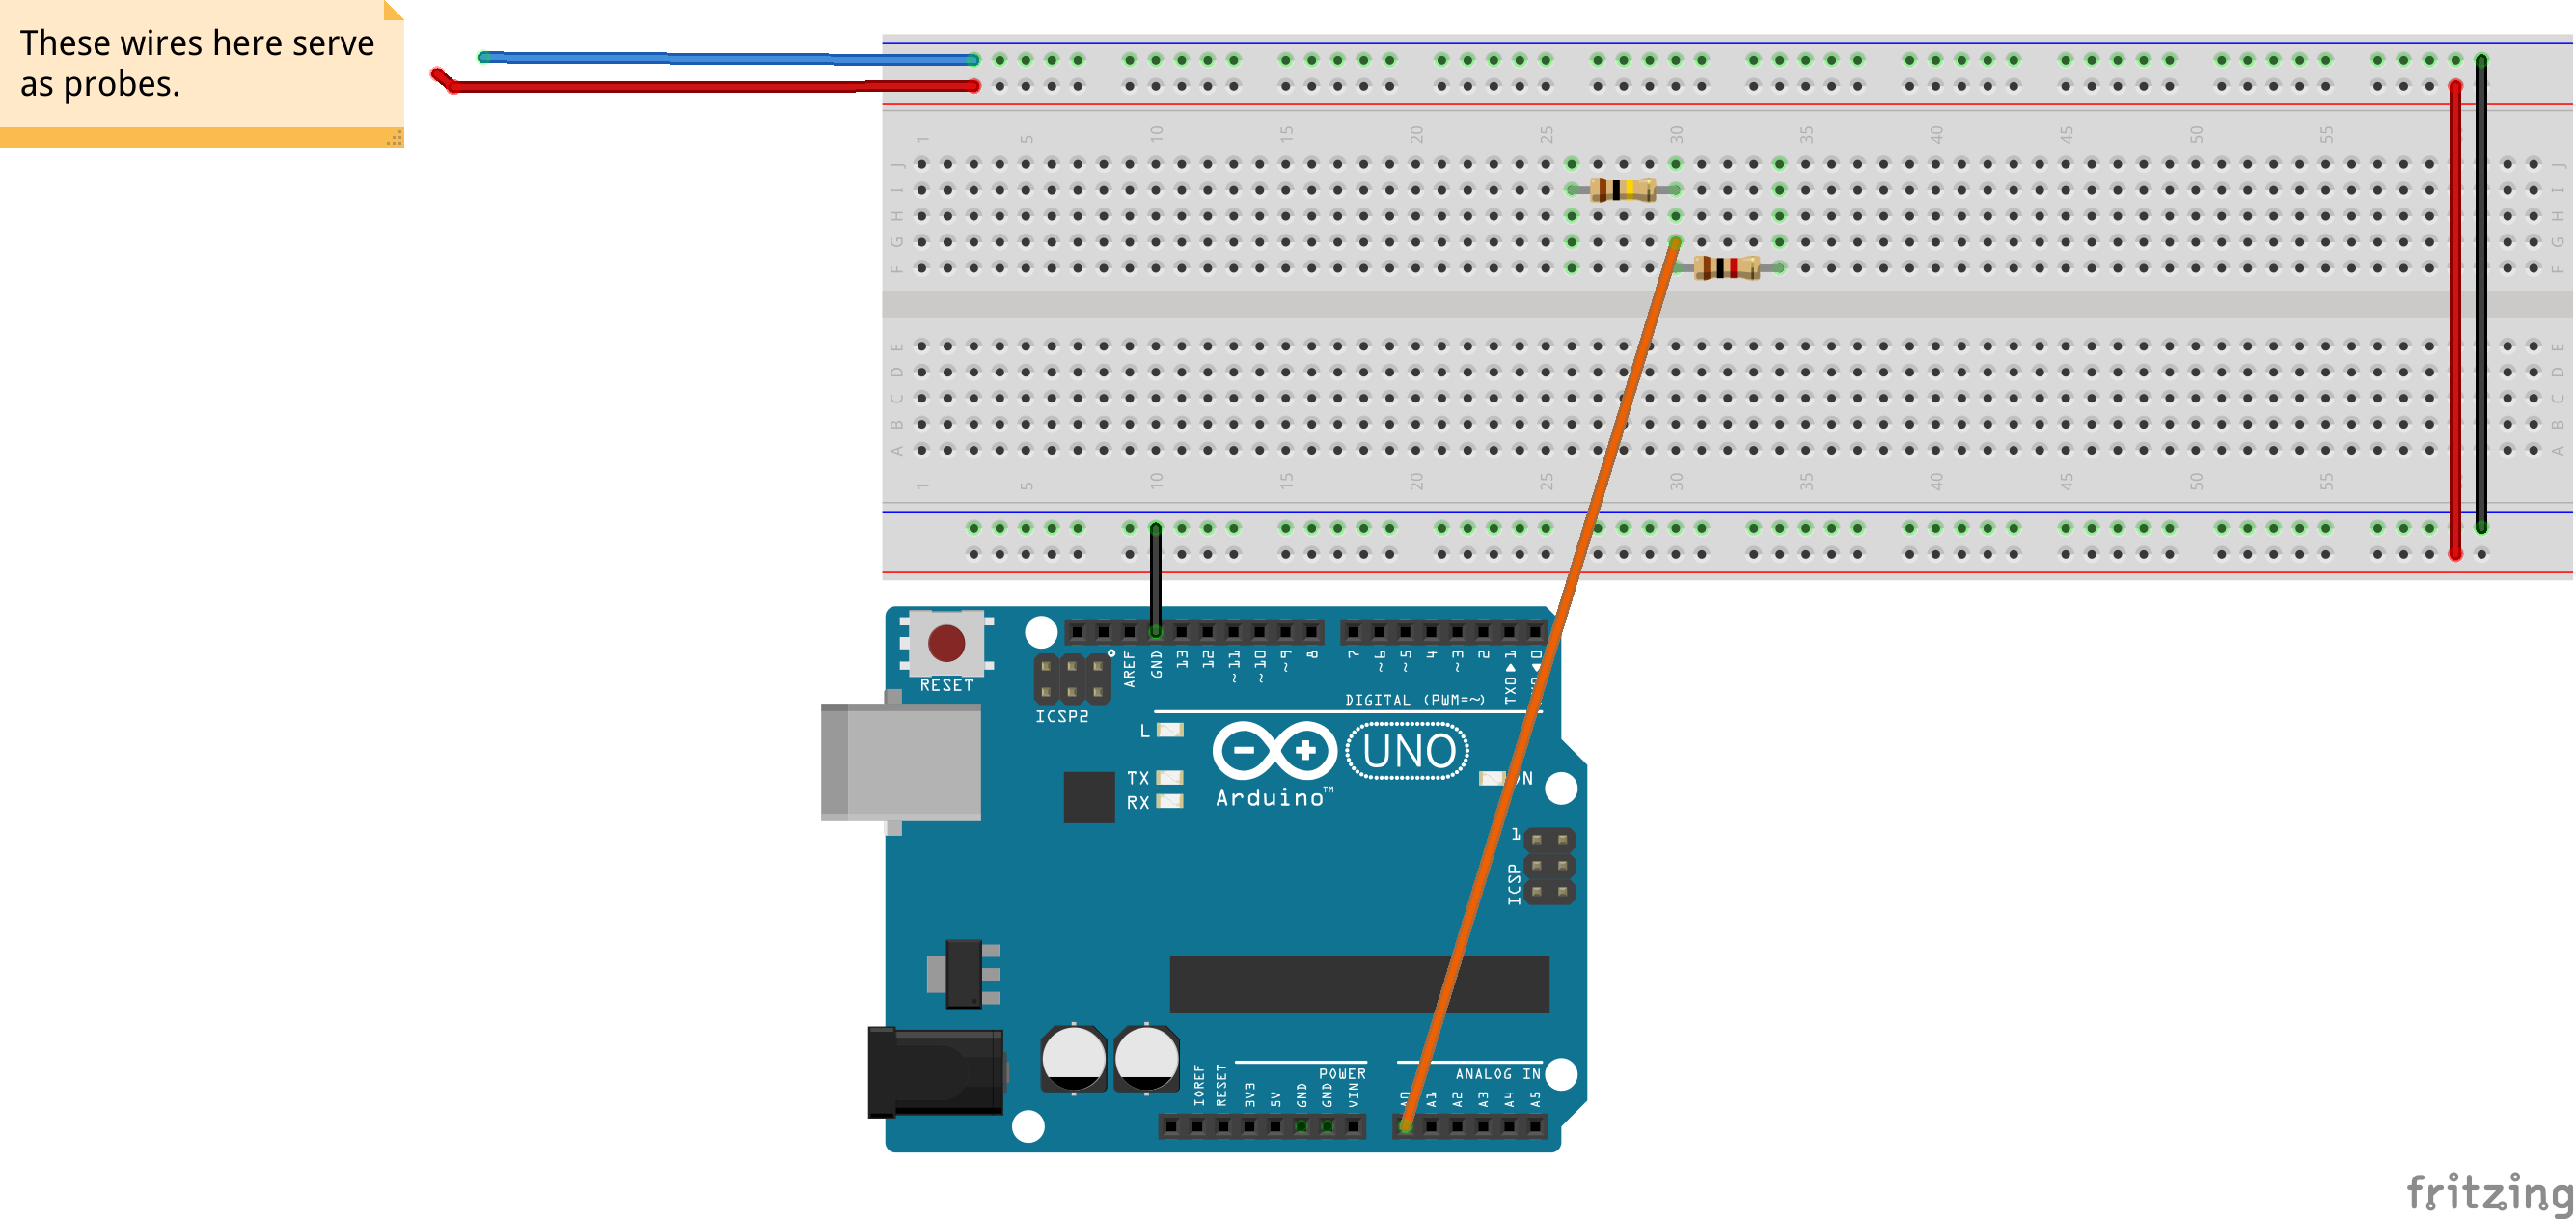 These wires here serve
as probes.
1 5 10 15 20 25 30 35 40 45 50 55
J J
I I
H H
G G
F F
E E
D D
C C
B B
A A
1 5 10 15 20 25 30 35 40 45 50 55
AREF GND 13 12 ~11 ~10 ~9 8 7 ~6 ~5 4 ~3 2 TX0▶1 0
RESET
ICSP2
DIGITAL (PWM=~)
L
TX
RX
UNO
Arduino™
1
ICSP
POWER
ANALOG IN
IOREF RESET 3V3 5V GND GND VIN A0 A1 A2 A3 A4 A5
fritzing